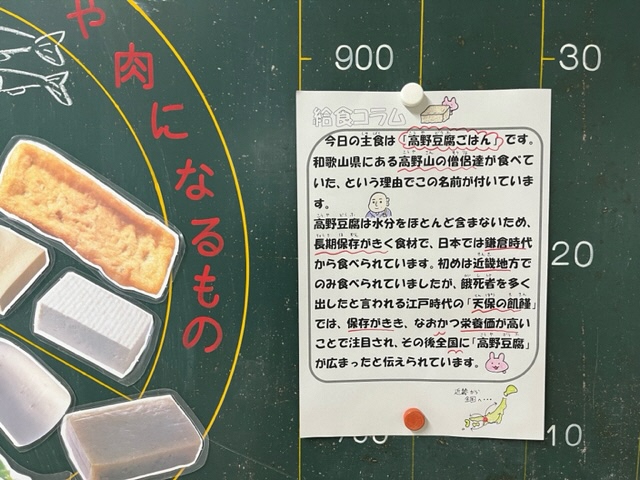 や
肉
に
な
る
も
の
900
30
20
700
10
給食コラム
今日の主食は「高野豆腐ごはん」です。
和歌山県にある高野山の僧侶達が食べて
いた、という理由でこの名前が付いていま
す。
高野豆腐は水分をほとんど含まないため、
長期保存がきく食材で、日本では鎌倉時代
から食べられています。初めは近畿地方で
のみ食べられていましたが、餓死者を多く
出したと言われる江戸時代の「天保の飢饉」
では、保存がきき、なおかつ栄養価が高い
ことで注目され、その後全国に「高野豆腐」
が広まったと伝えられています。
近畿から
全国へ…